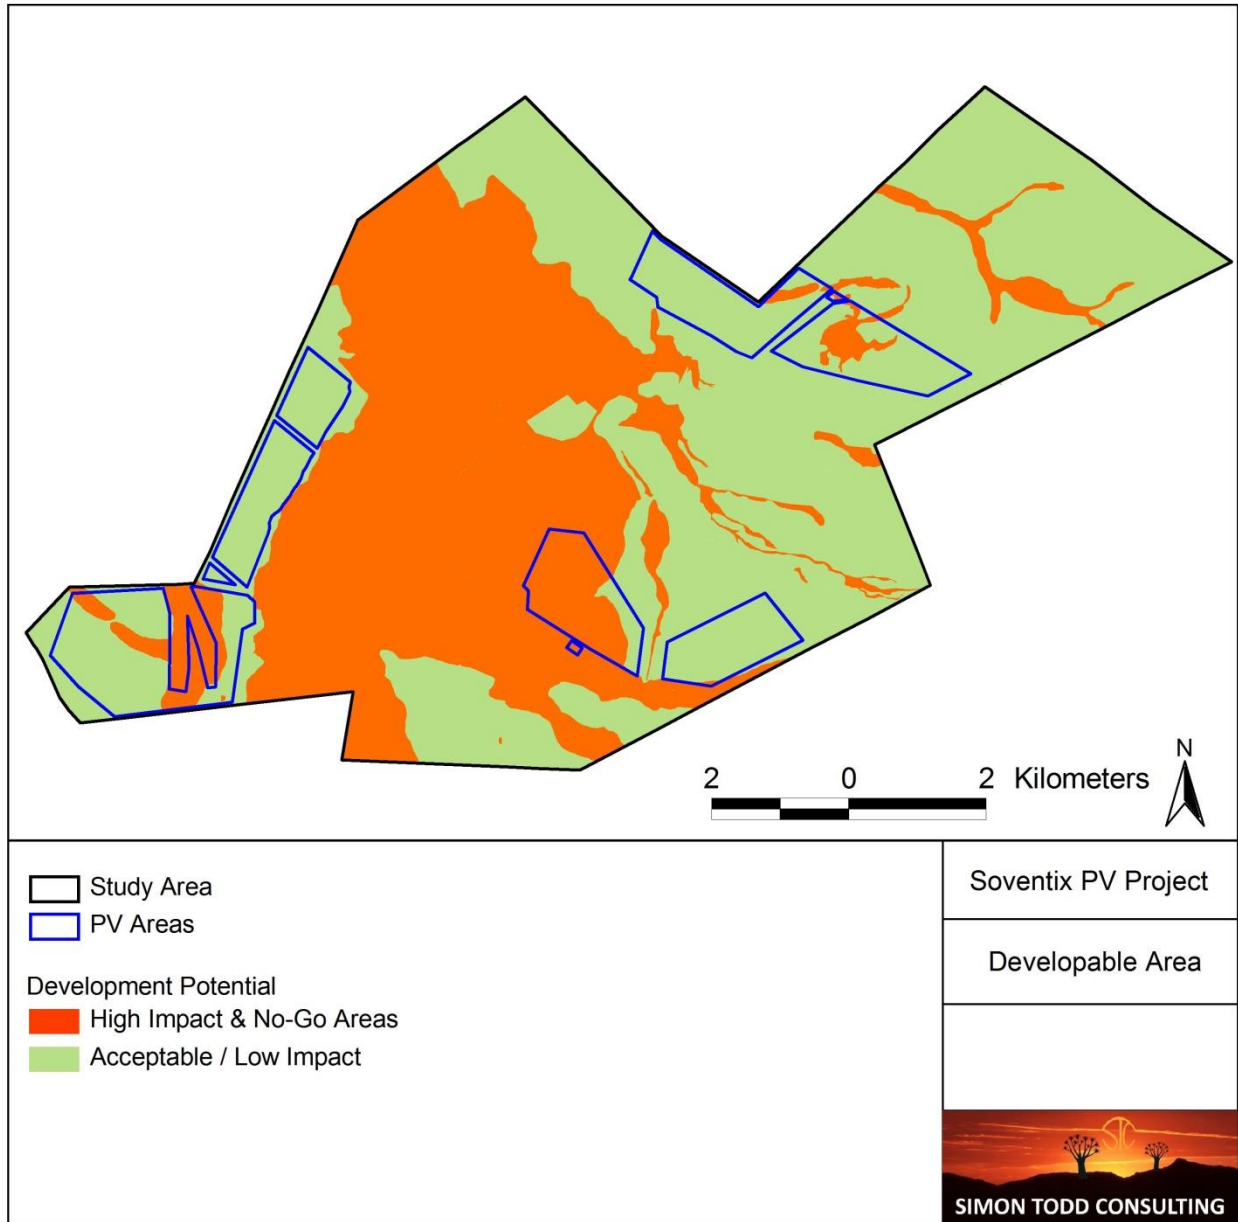 2 0 2 Kilometers
N
Study Area
PV Areas
Development Potential
High Impact & No-Go Areas
Acceptable / Low Impact
Soventix PV Project
Developable Area
STC
SIMON TODD CONSULTING